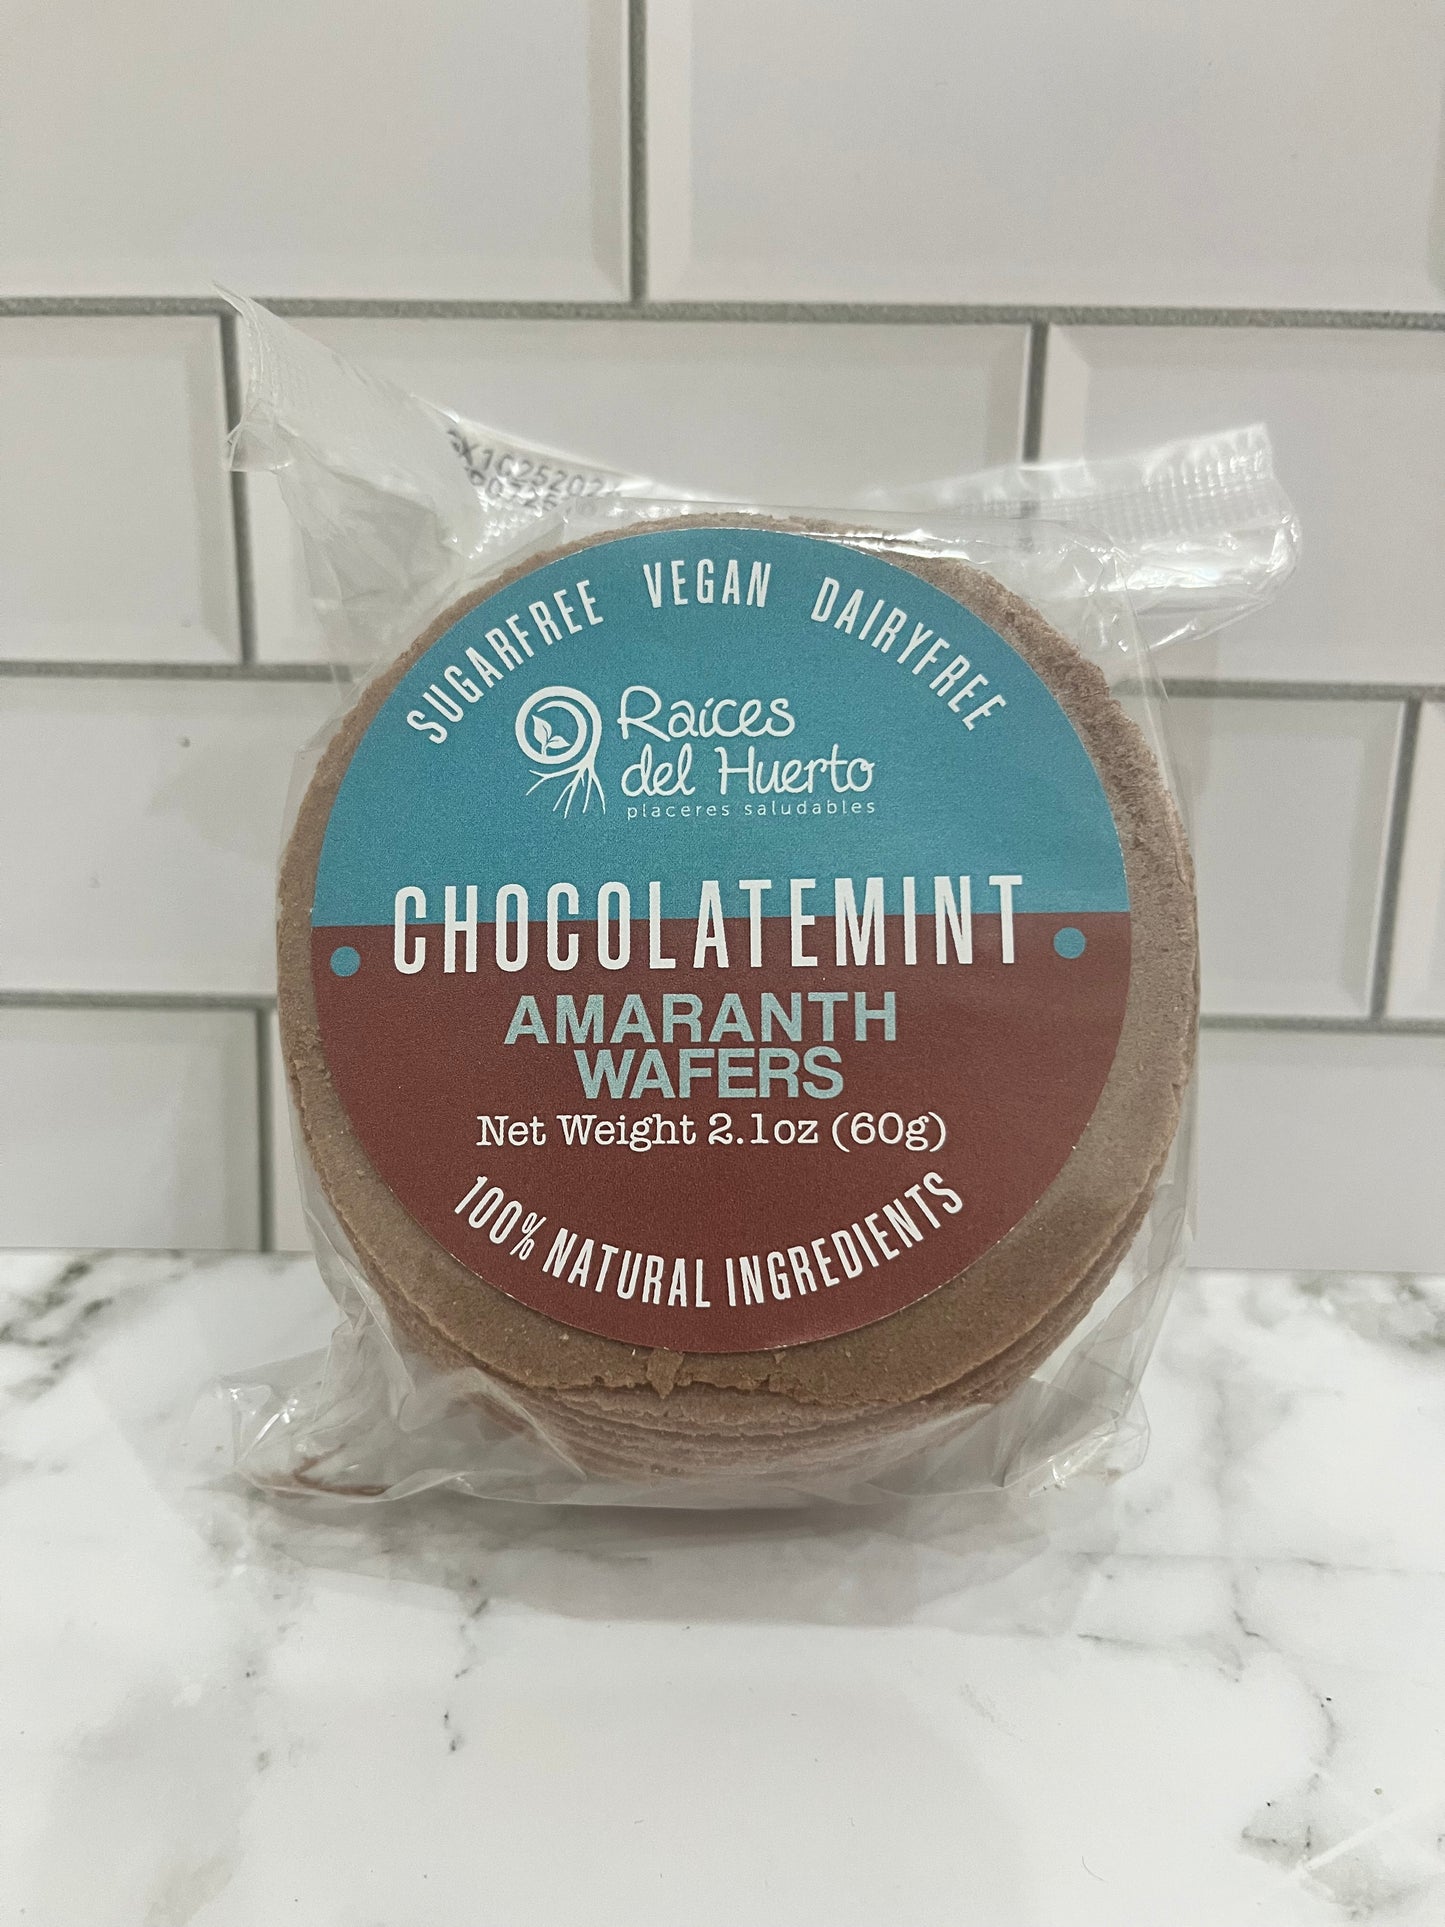 SUGARFREE VEGAN DAIRYFREE
Raíces
del Huerto
placeres saludables
CHOCOLATEMINT
AMARANTH
WAFERS
Net Weight 2.1oz (60g)
100% NATURAL INGREDIENTS